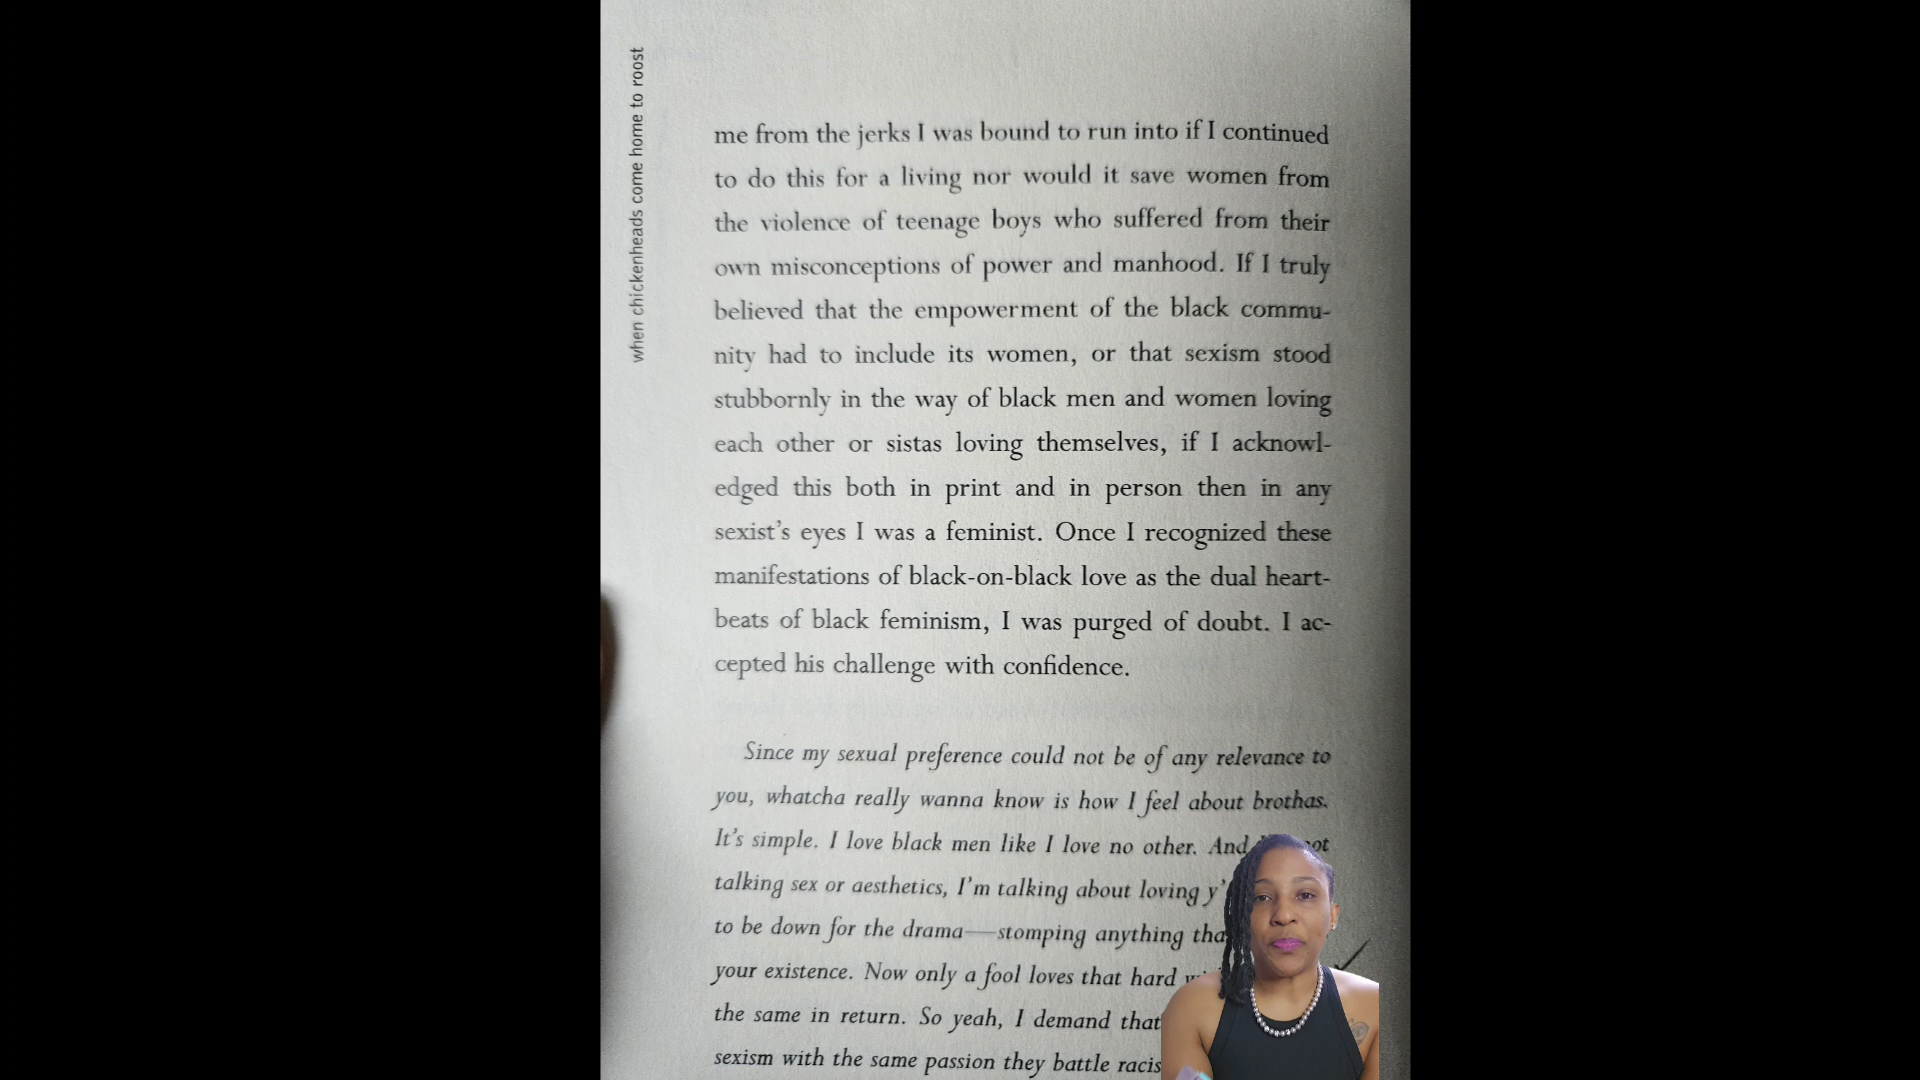 when chickenheads come home to roost
me from the jerks I was bound to run into if I continued
to do this for a living nor would it save women from
the violence of teenage boys who suffered from their
own misconceptions of power and manhood. If I truly
believed that the empowerment of the black commu-
nity had to include its women, or that sexism stood
stubbornly in the way of black men and women loving
each other or sistas loving themselves, if I acknowl-
edged this both in print and in person then in any
sexist's eyes I was a feminist. Once I recognized these
manifestations of black-on-black love as the dual heart-
beats of black feminism, I was purged of doubt. I ac-
cepted his challenge with confidence.
Since my sexual preference could not be of any relevance to
you, whatcha really wanna know is how I feel about brothas.
It's simple. I love black men like I love no other. And
talking sex or aesthetics, I'm talking about loving
to be down for the drama—stomping anything
your existence. Now only a fool loves that hard
the same in return. So yeah, I demand that
sexism with the same passion they battle